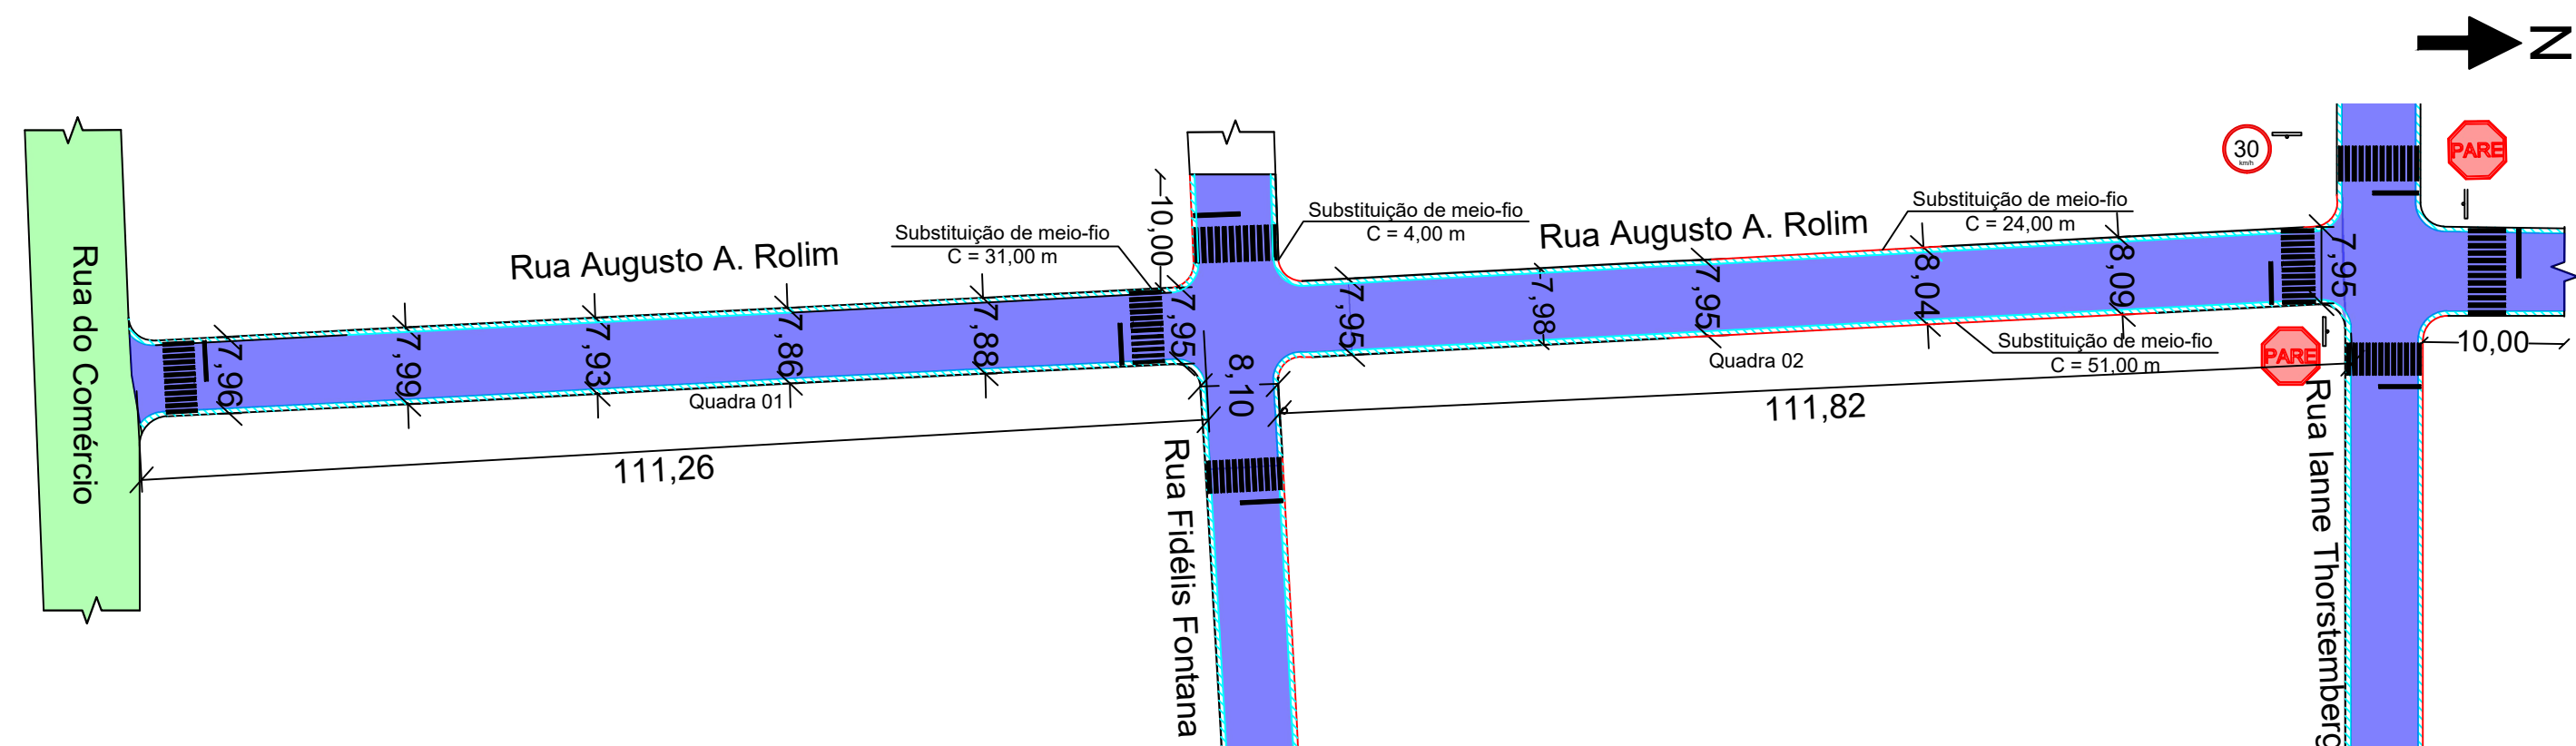 N
30
km/h
PARE
Substituição de meio-fio
C = 24,00 m
Substituição de meio-fio
C = 4,00 m
Rua Augusto A. Rolim
Substituição de meio-fio
C = 31,00 m
10,00
Rua Augusto A. Rolim
Rua do Comércio
7,96
7,99
7,93
7,86
7,88
7,95
8,10
7,95
7,98
7,95
8,04
8,09
7,95
10,00
PARE
Substituição de meio-fio
C = 51,00 m
Quadra 01
Quadra 02
111,26
111,82
Rua Fidélis Fontana
Rua Ianne Thorstemberg